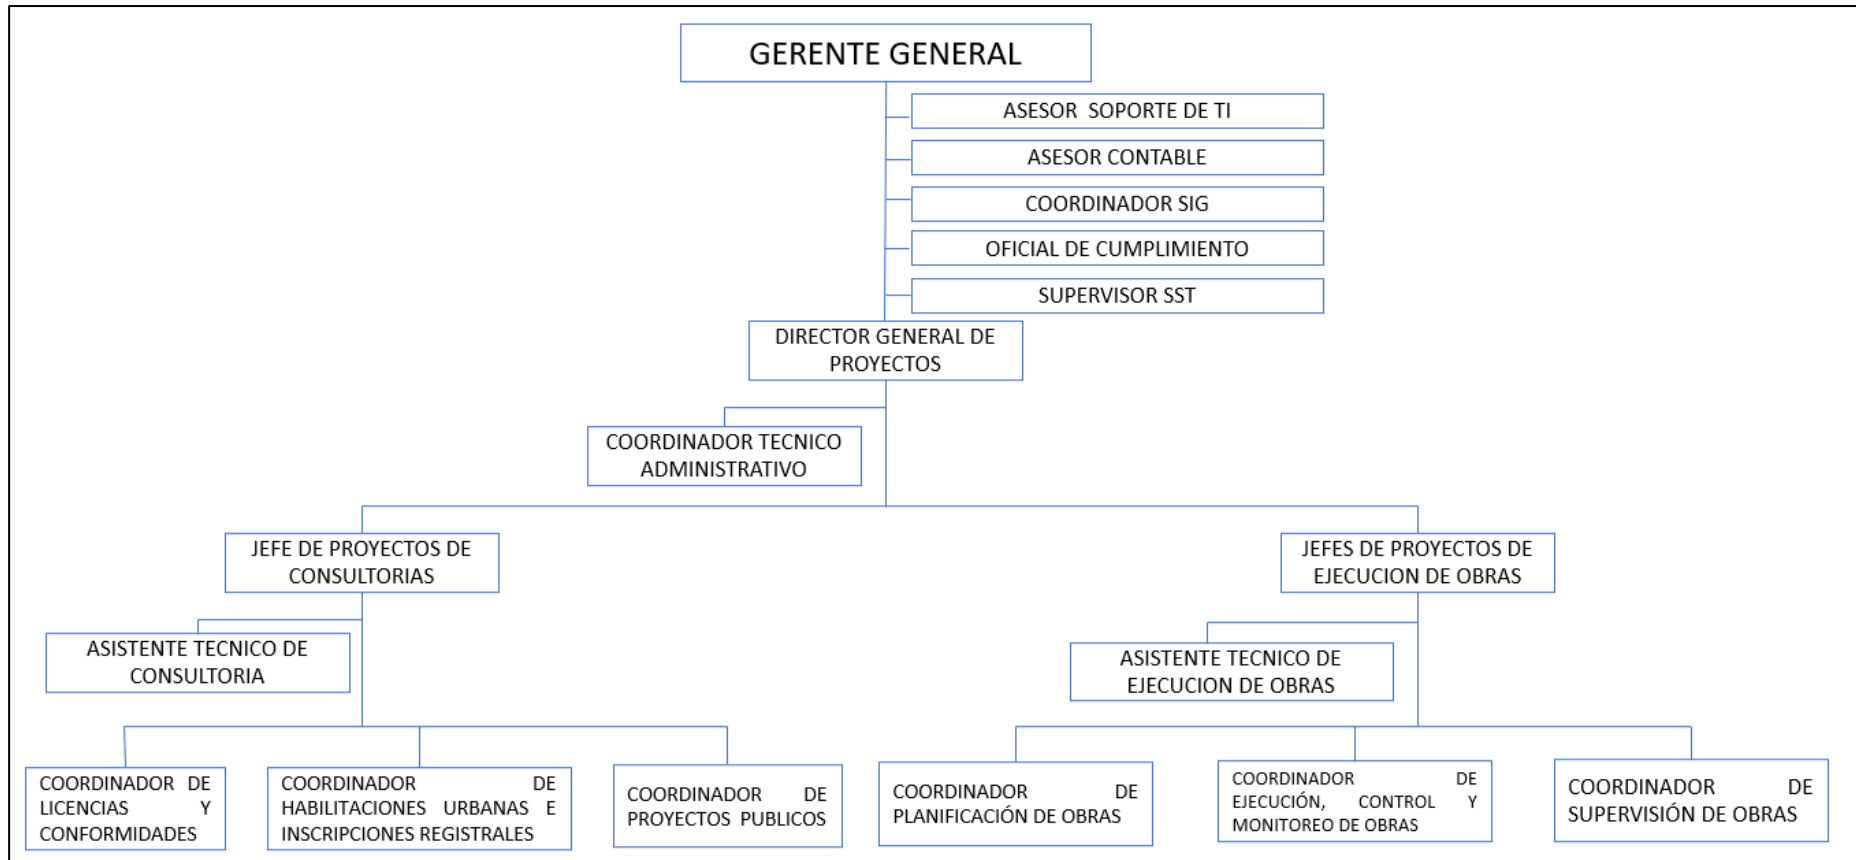 GERENTE GENERAL
ASESOR SOPORTE DE TI
ASESOR CONTABLE
COORDINADOR SIG
OFICIAL DE CUMPLIMIENTO
SUPERVISOR SST
DIRECTOR GENERAL DE
PROYECTOS
COORDINADOR TECNICO
ADMINISTRATIVO
JEFE DE PROYECTOS DE
CONSULTORIAS
JEFES DE PROYECTOS DE
EJECUCION DE OBRAS
ASISTENTE TECNICO DE
CONSULTORIA
ASISTENTE TECNICO DE
EJECUCION DE OBRAS
COORDINADOR DE
LICENCIAS Y
CONFORMIDADES
COORDINADOR DE
HABILITACIONES URBANAS E
INSCRIPCIONES REGISTRALES
COORDINADOR DE
PROYECTOS PUBLICOS
COORDINADOR DE
PLANIFICACIÓN DE OBRAS
COORDINADOR DE
EJECUCIÓN, CONTROL Y
MONITOREO DE OBRAS
COORDINADOR DE
SUPERVISIÓN DE OBRAS